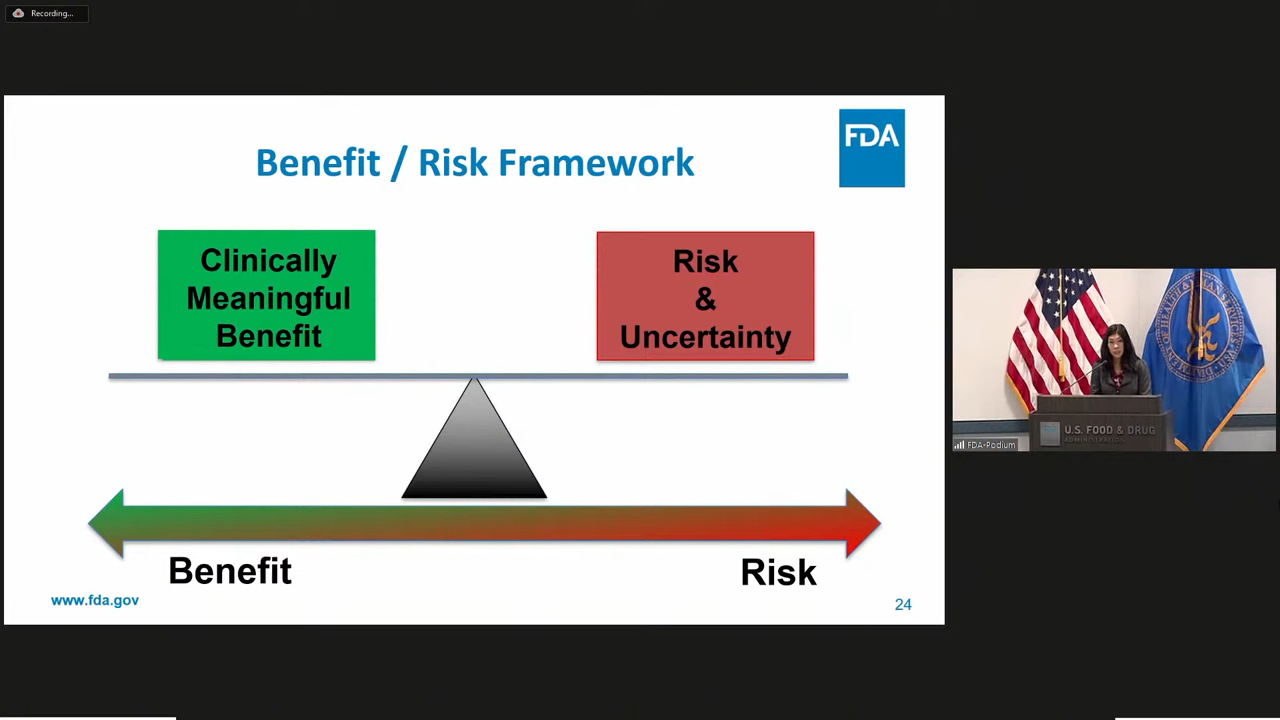 Recording...
FDA
Benefit / Risk Framework
Clinically
Meaningful
Benefit
Risk
&
Uncertainty
Benefit
Risk
www.fda.gov
24
U.S. FOOD & DRUG
ADMINISTRATION
FDA-Podium